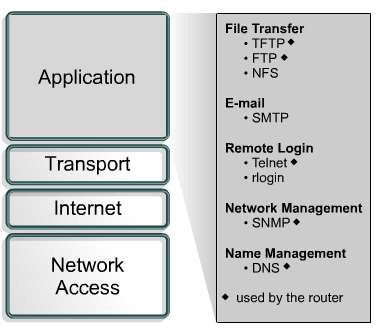 Application
Transport
Internet
Network
Access
File Transfer
• TFTP ◆
• FTP ◆
• NFS
E-mail
• SMTP
Remote Login
• Telnet ◆
• rlogin
Network Management
• SNMP ◆
Name Management
• DNS ◆
◆ used by the router